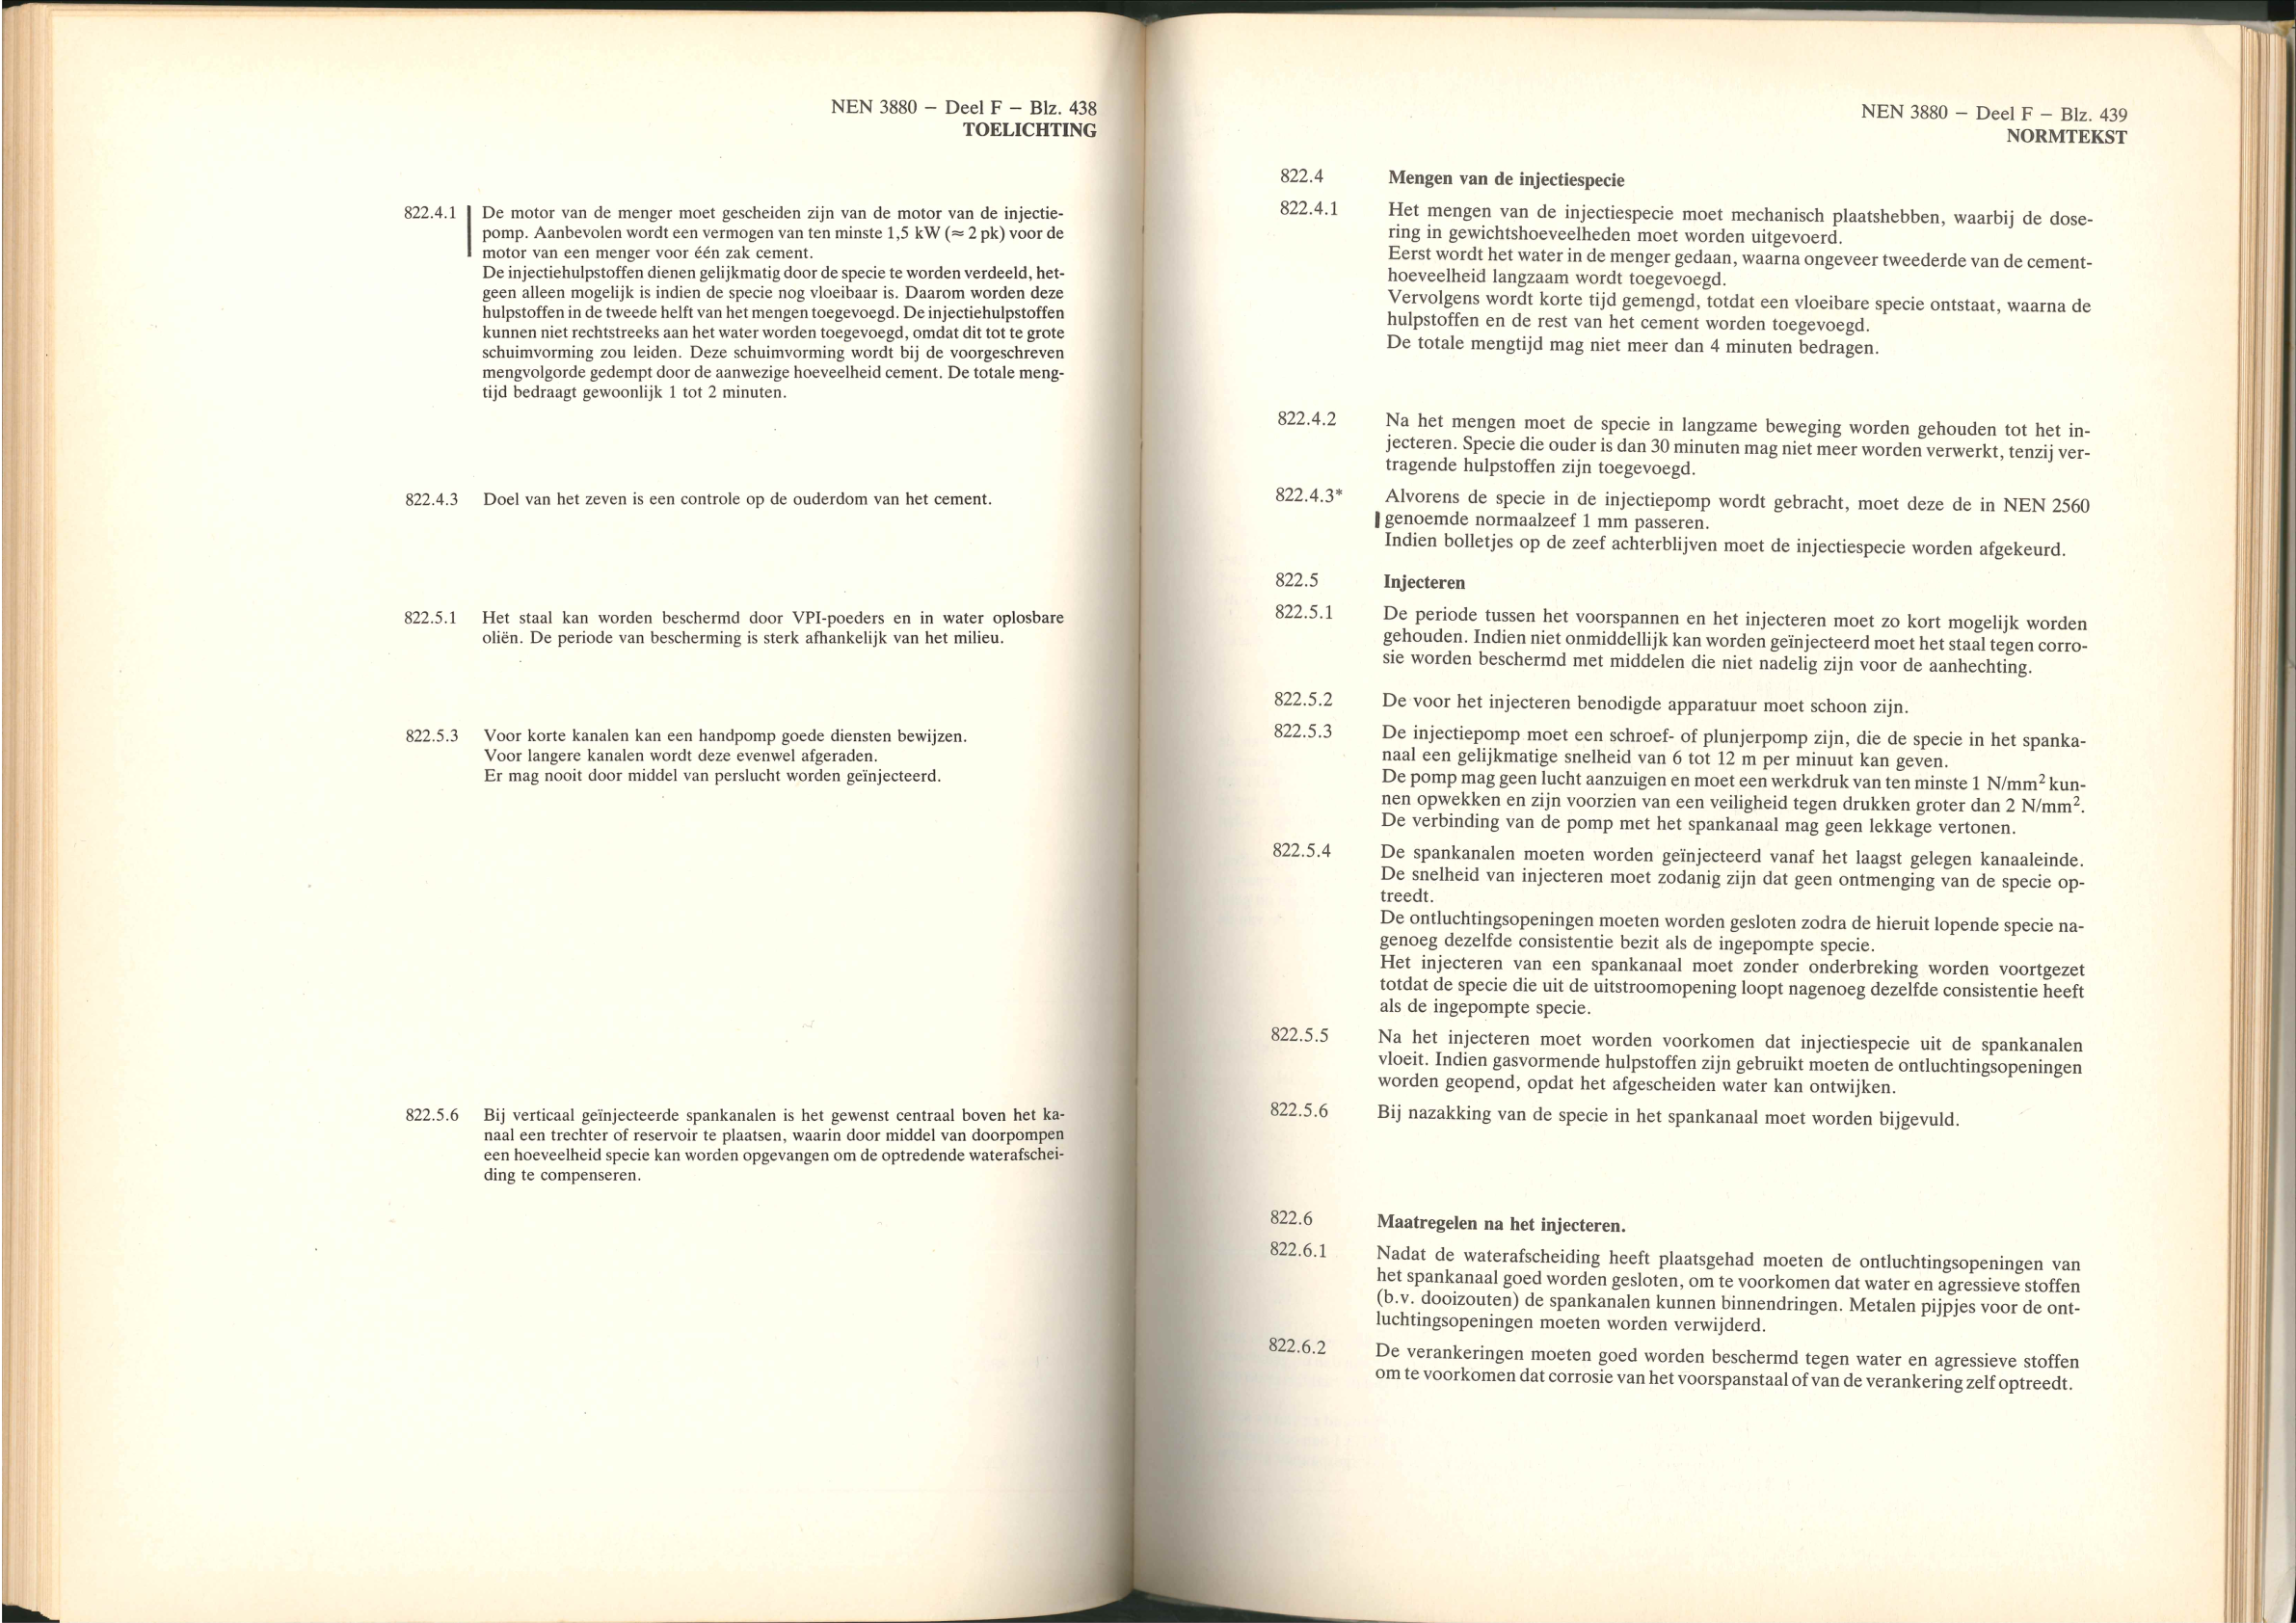 NEN 3880 — Deel F — Blz. 438
TOELICHTING
822.4.1 De motor van de menger moet gescheiden zijn van de motor van de injectie-
pomp. Aanbevolen wordt een vermogen van ten minste 1,5 kW (≈ 2 pk) voor de
motor van een menger voor één zak cement.
De injectiehulpstoffen dienen gelijkmatig door de specie te worden verdeeld, het-
geen alleen mogelijk is indien de specie nog vloeibaar is. Daarom worden deze
hulpstoffen in de tweede helft van het mengen toegevoegd. De injectiehulpstoffen
kunnen niet rechtstreeks aan het water worden toegevoegd, omdat dit tot te grote
schuimvorming zou leiden. Deze schuimvorming wordt bij de voorgeschreven
mengvolgorde gedempt door de aanwezige hoeveelheid cement. De totale meng-
tijd bedraagt gewoonlijk 1 tot 2 minuten.
822.4.3 Doel van het zeven is een controle op de ouderdom van het cement.
822.5.1 Het staal kan worden beschermd door VPI-poeders en in water oplosbare
oliën. De periode van bescherming is sterk afhankelijk van het milieu.
822.5.3 Voor korte kanalen kan een handpomp goede diensten bewijzen.
Voor langere kanalen wordt deze evenwel afgeraden.
Er mag nooit door middel van perslucht worden geïnjecteerd.
822.5.6 Bij verticaal geïnjecteerde spankanalen is het gewenst centraal boven het ka-
naal een trechter of reservoir te plaatsen, waarin door middel van doorpompen
een hoeveelheid specie kan worden opgevangen om de optredende waterafschei-
ding te compenseren.
NEN 3880 — Deel F — Blz. 439
NORMTEKST
822.4 Mengen van de injectiespecie
822.4.1 Het mengen van de injectiespecie moet mechanisch plaatshebben, waarbij de dose-
ring in gewichtshoeveelheden moet worden uitgevoerd.
Eerst wordt het water in de menger gedaan, waarna ongeveer tweederde van de cement-
hoeveelheid langzaam wordt toegevoegd.
Vervolgens wordt korte tijd gemengd, totdat een vloeibare specie ontstaat, waarna de
hulpstoffen en de rest van het cement worden toegevoegd.
De totale mengtijd mag niet meer dan 4 minuten bedragen.
822.4.2 Na het mengen moet de specie in langzame beweging worden gehouden tot het in-
jecteren. Specie die ouder is dan 30 minuten mag niet meer worden verwerkt, tenzij ver-
tragende hulpstoffen zijn toegevoegd.
822.4.3* Alvorens de specie in de injectiepomp wordt gebracht, moet deze de in NEN 2560
genoemde normaalzeef 1 mm passeren.
Indien bolletjes op de zeef achterblijven moet de injectiespecie worden afgekeurd.
822.5 Injecteren
822.5.1 De periode tussen het voorspannen en het injecteren moet zo kort mogelijk worden
gehouden. Indien niet onmiddellijk kan worden geïnjecteerd moet het staal tegen corro-
sie worden beschermd met middelen die niet nadelig zijn voor de aanhechting.
822.5.2 De voor het injecteren benodigde apparatuur moet schoon zijn.
822.5.3 De injectiepomp moet een schroef- of plunjerpomp zijn, die de specie in het spanka-
naal een gelijkmatige snelheid van 6 tot 12 m per minuut kan geven.
De pomp mag geen lucht aanzuigen en moet een werkdruk van ten minste 1 N/mm² kun-
nen opwekken en zijn voorzien van een veiligheid tegen drukken groter dan 2 N/mm².
De verbinding van de pomp met het spankanaal mag geen lekkage vertonen.
822.5.4 De spankanalen moeten worden geïnjecteerd vanaf het laagst gelegen kanaaleinde.
De snelheid van injecteren moet zodanig zijn dat geen ontmenging van de specie op-
treedt.
De ontluchtingsopeningen moeten worden gesloten zodra de hieruit lopende specie na-
genoeg dezelfde consistentie bezit als de ingepompte specie.
Het injecteren van een spankanaal moet zonder onderbreking worden voortgezet
totdat de specie die uit de uitstroomopening loopt nagenoeg dezelfde consistentie heeft
als de ingepompte specie.
822.5.5 Na het injecteren moet worden voorkomen dat injectiespecie uit de spankanalen
vloeit. Indien gasvormende hulpstoffen zijn gebruikt moeten de ontluchtingsopeningen
worden geopend, opdat het afgescheiden water kan ontwijken.
822.5.6 Bij nazakking van de specie in het spankanaal moet worden bijgevuld.
822.6 Maatregelen na het injecteren.
822.6.1 Nadat de waterafscheiding heeft plaatsgehad moeten de ontluchtingsopeningen van
het spankanaal goed worden gesloten, om te voorkomen dat water en agressieve stoffen
(b.v. dooizouten) de spankanalen kunnen binnendringen. Metalen pijpjes voor de ont-
luchtingsopeningen moeten worden verwijderd.
822.6.2 De verankeringen moeten goed worden beschermd tegen water en agressieve stoffen
om te voorkomen dat corrosie van het voorspanstaal of van de verankering zelf optreedt.